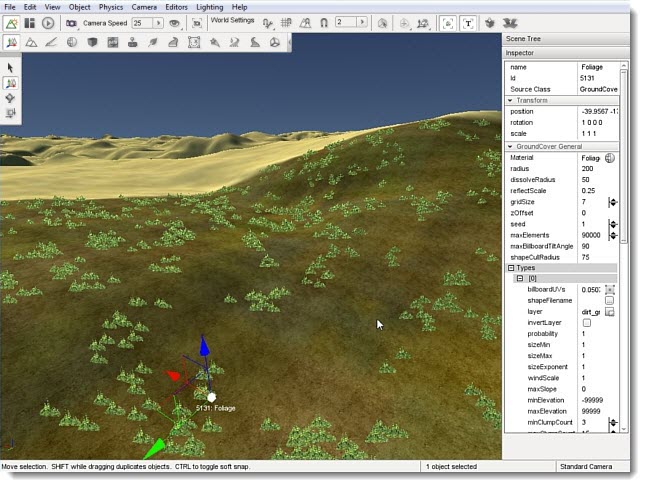 File Edit View Object Physics Camera Editors Lighting Help
Camera Speed 25 World Settings 2
T
Scene Tree
Inspector
name Foliage
Id 5131
Source Class GroundCove
Transform
position -39.9567 -1
rotation 1 0 0 0
scale 1 1 1
GroundCover General
Material Foliag
radius 200
dissolveRadius 50
reflectScale 0.25
gridSize 7
zOffset 0
seed 1
maxElements 90000
maxBillboardTiltAngle 90
shapeCullRadius 75
Types
[0]
billboardUVs 0.050
shapeFilename
layer dirt_gr
invertLayer
probability 1
sizeMin 1
sizeMax 1
sizeExponent 1
windScale 1
maxSlope 0
minElevation -99999
maxElevation 99999
minClumpCount 3
5131: Foliage
Move selection. SHIFT while dragging duplicates objects. CTRL to toggle soft snap. 1 object selected Standard Camera